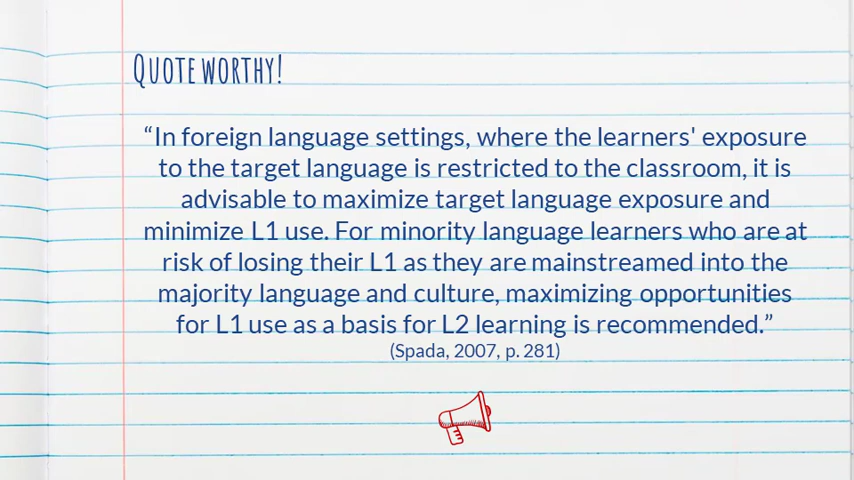 Quote worthy!
“In foreign language settings, where the learners' exposure
to the target language is restricted to the classroom, it is
advisable to maximize target language exposure and
minimize L1 use. For minority language learners who are at
risk of losing their L1 as they are mainstreamed into the
majority language and culture, maximizing opportunities
for L1 use as a basis for L2 learning is recommended.”
(Spada, 2007, p. 281)